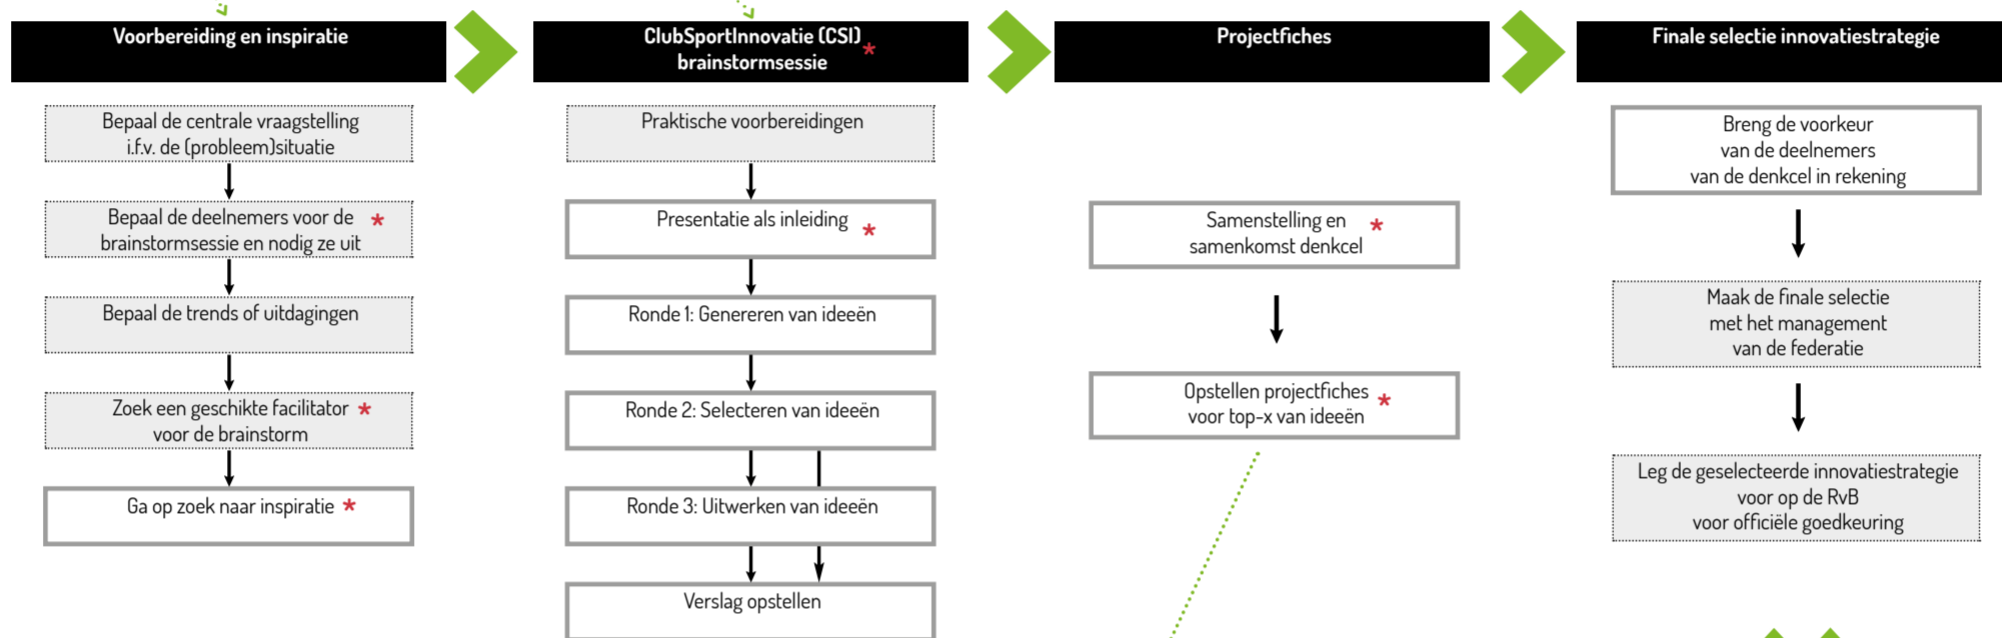 Voorbereiding en inspiratie
Bepaal de centrale vraagstelling
i.f.v. de (probleem)situatie
Bepaal de deelnemers voor de *
brainstormsessie en nodig ze uit
Bepaal de trends of uitdagingen
Zoek een geschikte facilitator *
voor de brainstorm
Ga op zoek naar inspiratie *
ClubSportInnovatie (CSI) *
brainstormsessie
Praktische voorbereidingen
Presentatie als inleiding *
Ronde 1: Genereren van ideeën
Ronde 2: Selecteren van ideeën
Ronde 3: Uitwerken van ideeën
Verslag opstellen
Projectfiches
Samenstelling en *
samenkomst denkcel
Opstellen projectfiches *
voor top-x van ideeën
Finale selectie innovatiestrategie
Breng de voorkeur
van de deelnemers
van de denkcel in rekening
Maak de finale selectie
met het management
van de federatie
Leg de geselecteerde innovatiestrategie
voor op de RvB
voor officiële goedkeuring